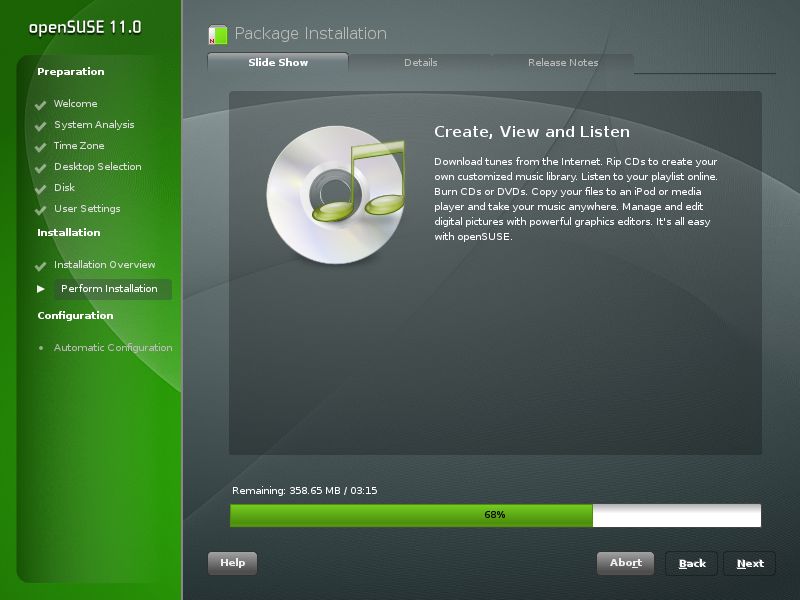 openSUSE 11.0
Preparation
Welcome
System Analysis
Time Zone
Desktop Selection
Disk
User Settings
Installation
Installation Overview
Perform Installation
Configuration
Automatic Configuration
Package Installation
Slide Show
Details
Release Notes
Create, View and Listen
Download tunes from the Internet. Rip CDs to create your
own customized music library. Listen to your playlist online.
Burn CDs or DVDs. Copy your files to an iPod or media
player and take your music anywhere. Manage and edit
digital pictures with powerful graphics editors. It's all easy
with openSUSE.
Remaining: 358.65 MB / 03:15
68%
Help
Abort
Back
Next